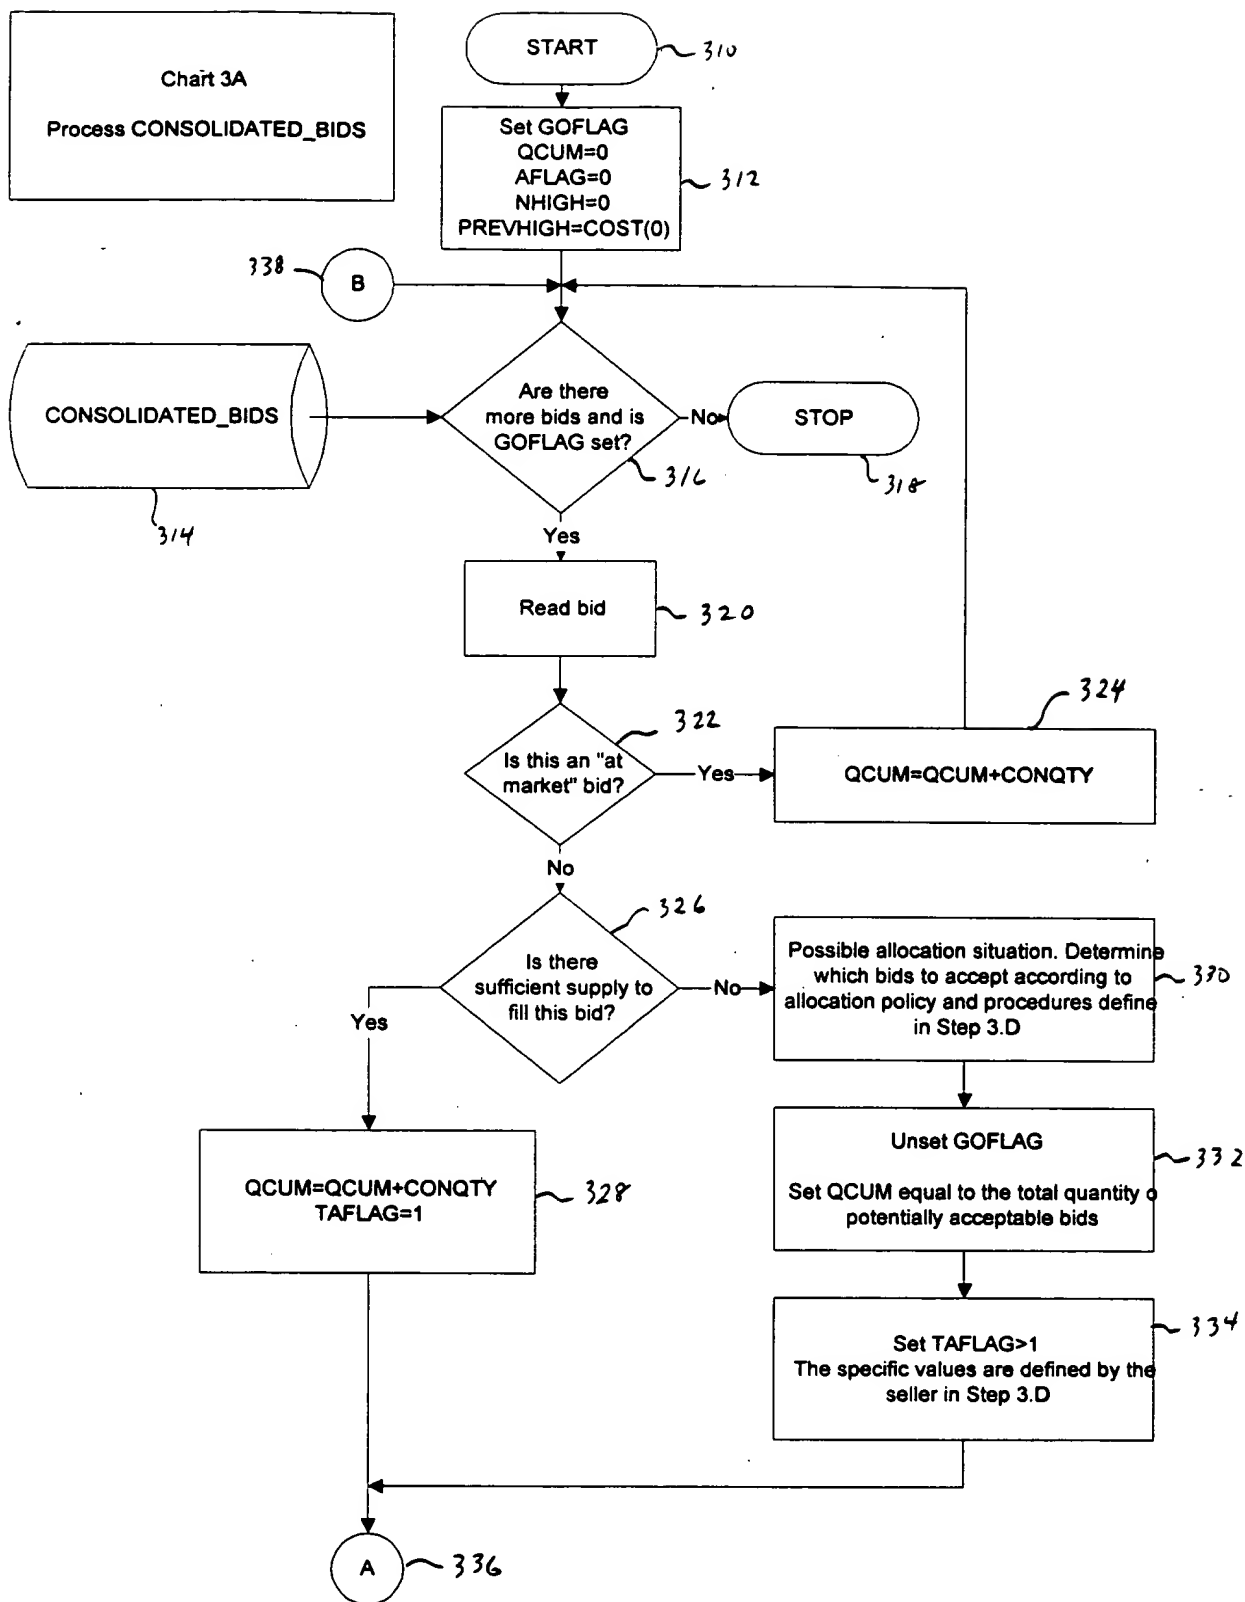 Chart 3A
Process CONSOLIDATED_BIDS
START
310
Set GOFLAG
QCUM=0
AFLAG=0
NHIGH=0
PREVHIGH=COST(0)
312
338
B
CONSOLIDATED_BIDS
314
Are there
more bids and is
GOFLAG set?
316
No
STOP
318
Yes
Read bid
320
Is this an "at
market" bid?
322
Yes
QCUM=QCUM+CONQTY
324
No
Is there
sufficient supply to
fill this bid?
326
No
Possible allocation situation. Determine
which bids to accept according to
allocation policy and procedures define
in Step 3.D
330
Yes
QCUM=QCUM+CONQTY
TAFLAG=1
328
Unset GOFLAG
Set QCUM equal to the total quantity o
potentially acceptable bids
332
Set TAFLAG>1
The specific values are defined by the
seller in Step 3.D
334
A
336